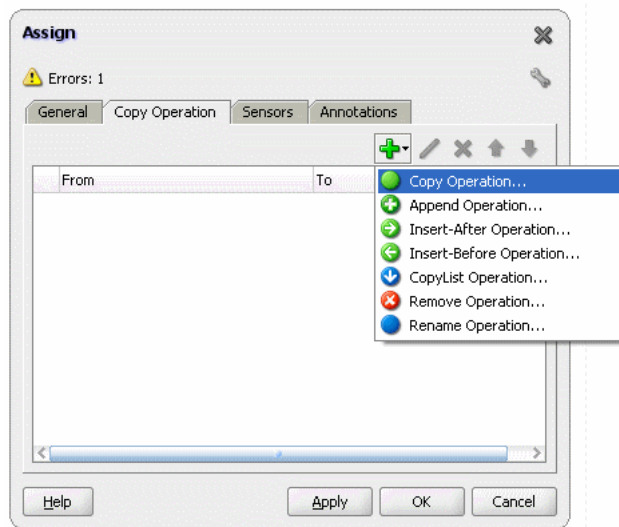 Assign
Errors: 1
General Copy Operation Sensors Annotations
From To
Copy Operation...
Append Operation...
Insert-After Operation...
Insert-Before Operation...
CopyList Operation...
Remove Operation...
Rename Operation...
Help Apply OK Cancel